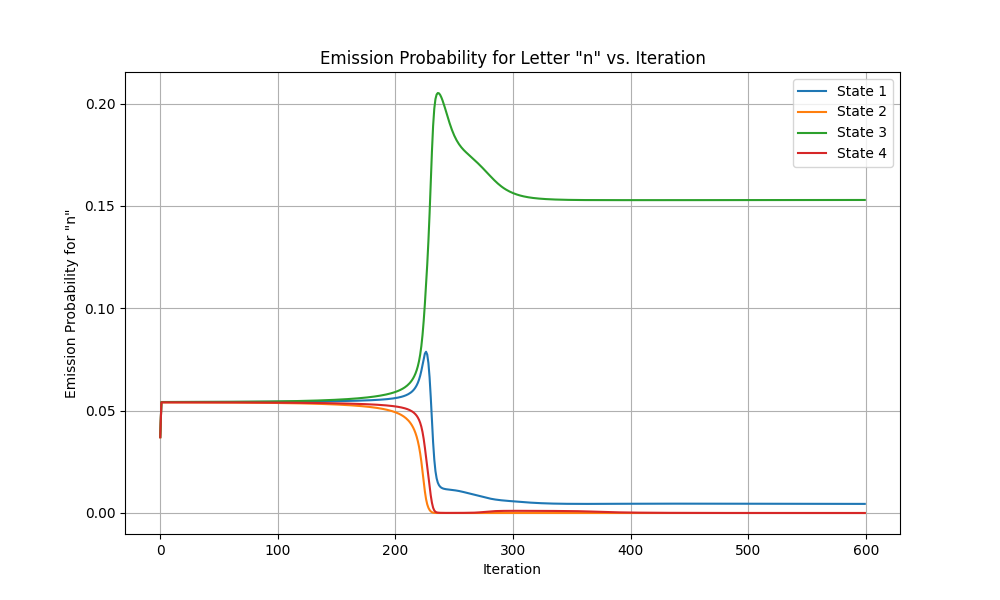 Emission Probability for Letter "n" vs. Iteration
State 1
State 2
State 3
State 4
0.20
0.15
0.10
0.05
0.00
Emission Probability for "n"
0 100 200 300 400 500 600
Iteration